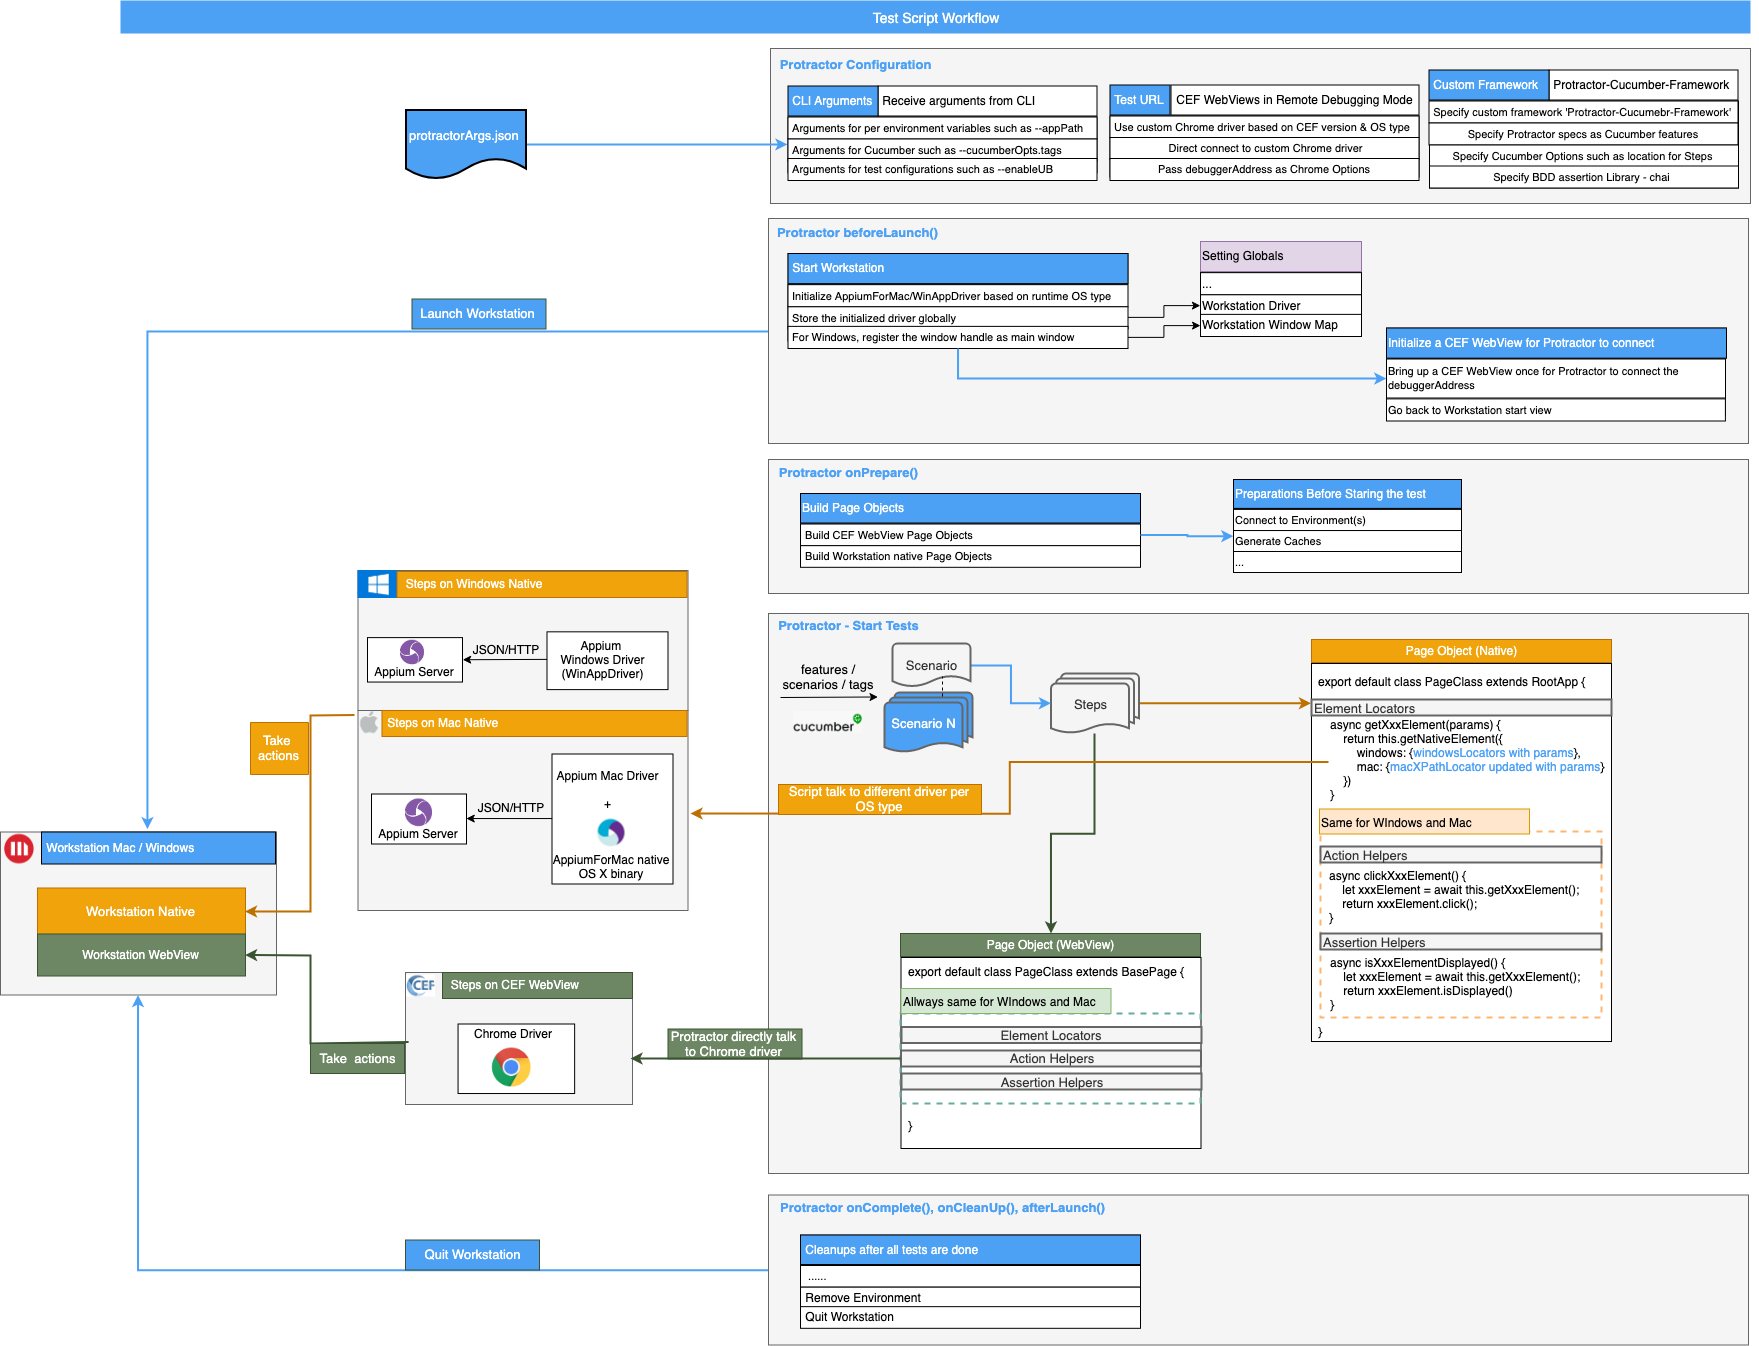 Test Script Workflow
Protractor Configuration
protractorArgs.json
CLI Arguments
Receive arguments from CLI
Arguments for per environment variables such as --appPath
Arguments for Cucumber such as --cucumberOpts.tags
Arguments for test configurations such as --enableUB
Test URL
CEF WebViews in Remote Debugging Mode
Use custom Chrome driver based on CEF version & OS type
Direct connect to custom Chrome driver
Pass debuggerAddress as Chrome Options
Custom Framework
Protractor-Cucumber-Framework
Specify custom framework 'Protractor-Cucumebr-Framework'
Specify Protractor specs as Cucumber features
Specify Cucumber Options such as location for Steps
Specify BDD assertion Library - chai
Protractor beforeLaunch()
Start Workstation
Initialize AppiumForMac/WinAppDriver based on runtime OS type
Store the initialized driver globally
For Windows, register the window handle as main window
Setting Globals
...
Workstation Driver
Workstation Window Map
Launch Workstation
Initialize a CEF WebView for Protractor to connect
Bring up a CEF WebView once for Protractor to connect the
debuggerAddress
Go back to Workstation start view
Protractor onPrepare()
Build Page Objects
Build CEF WebView Page Objects
Build Workstation native Page Objects
Preparations Before Staring the test
Connect to Environment(s)
Generate Caches
...
Steps on Windows Native
Appium Server
JSON/HTTP
Appium
Windows Driver
(WinAppDriver)
Steps on Mac Native
Appium Server
JSON/HTTP
Appium Mac Driver
+
AppiumForMac native
OS X binary
Take
actions
Protractor - Start Tests
features /
scenarios / tags
cucumber
Scenario
Scenario N
Steps
Script talk to different driver per
OS type
Page Object (Native)
export default class PageClass extends RootApp {
Element Locators
async getXxxElement(params) {
return this.getNativeElement({
windows: {windowsLocators with params},
mac: {macXPathLocator updated with params}
})
}
Same for WIndows and Mac
Action Helpers
async clickXxxElement() {
let xxxElement = await this.getXxxElement();
return xxxElement.click();
}
Assertion Helpers
async isXxxElementDisplayed() {
let xxxElement = await this.getXxxElement();
return xxxElement.isDisplayed()
}
}
Workstation Mac / Windows
Workstation Native
Workstation WebView
Page Object (WebView)
export default class PageClass extends BasePage {
Allways same for WIndows and Mac
Element Locators
Action Helpers
Assertion Helpers
}
CEF
Steps on CEF WebView
Chrome Driver
Take actions
Protractor directly talk
to Chrome driver
Protractor onComplete(), onCleanUp(), afterLaunch()
Quit Workstation
Cleanups after all tests are done
......
Remove Environment
Quit Workstation